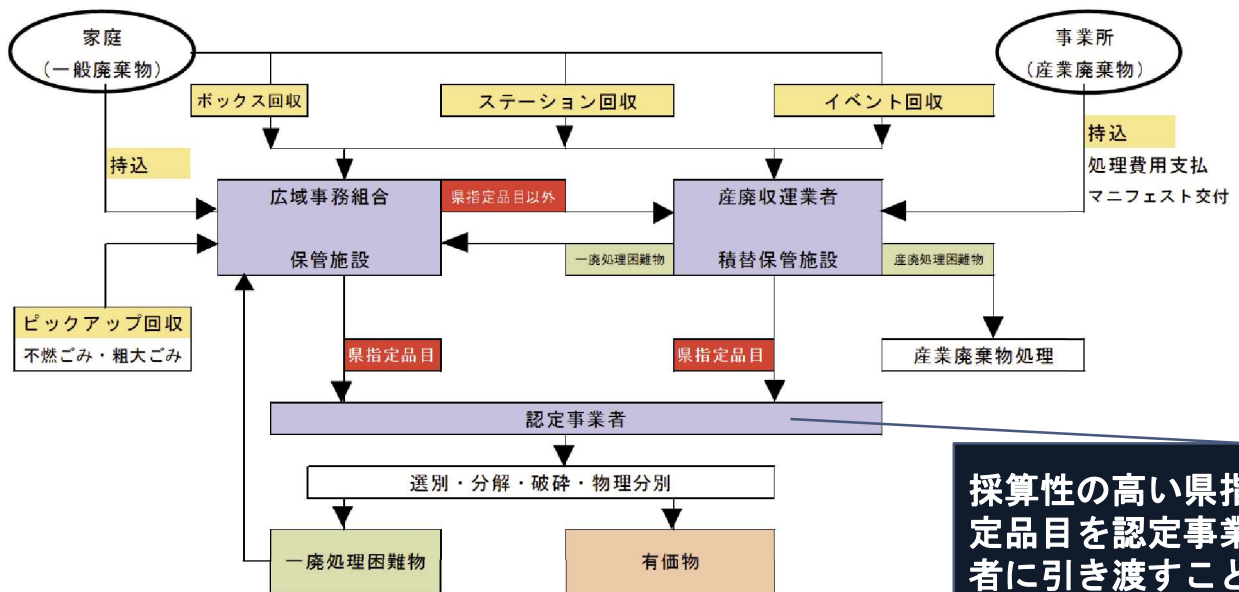 家庭
(一般廃棄物)
事業所
(産業廃棄物)
ボックス回収
ステーション回収
イベント回収
持込
持込
処理費用支払
マニフェスト交付
広域事務組合
保管施設
県指定品目以外
産廃収運業者
積替保管施設
一廃処理困難物
産廃処理困難物
ピックアップ回収
不燃ごみ・粗大ごみ
県指定品目
県指定品目
産業廃棄物処理
認定事業者
選別・分解・破砕・物理分別
一廃処理困難物
有価物
採算性の高い県指
定品目を認定事業
者に引き渡すこと